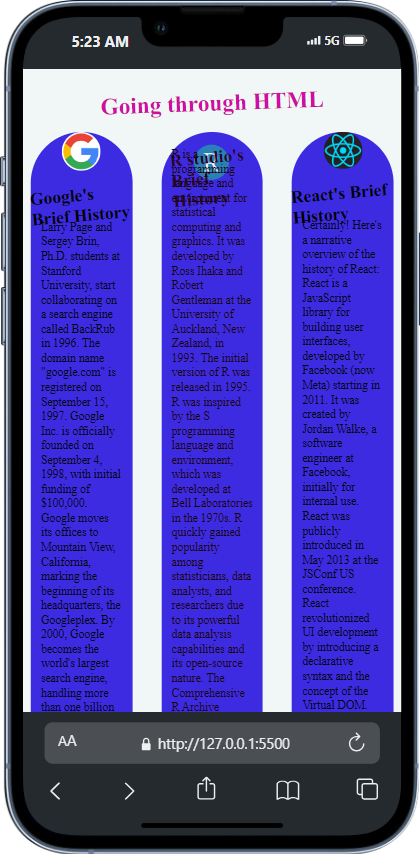 5:23 AM
5G
Going through HTML
Google's
Brief History
Larry Page and
Sergey Brin,
Ph.D. students at
Stanford
University, start
collaborating on
a search engine
called BackRub
in 1996. The
domain name
"google.com" is
registered on
September 15,
1997. Google
Inc. is officially
founded on
September 4,
1998, with initial
funding of
$100,000.
Google moves
its offices to
Mountain View,
California,
marking the
beginning of its
headquarters, the
Googleplex. By
2000, Google
becomes the
world's largest
search engine,
handling more
than one billion
R studio's
Brief
History
R is a
programming
language and
environment for
statistical
computing and
graphics. It was
developed by
Ross Ihaka and
Robert
Gentleman at the
University of
Auckland, New
Zealand, in
1993. The initial
version of R was
released in 1995.
R was inspired
by the S
programming
language and
environment,
which was
developed at
Bell Laboratories
in the 1970s. R
quickly gained
popularity
among
statisticians, data
analysts, and
researchers due
to its powerful
data analysis
capabilities and
its open-source
nature. The
Comprehensive
R Archive
React's Brief
History
Certainly! Here's
a narrative
overview of the
history of React:
React is a
JavaScript
library for
building user
interfaces,
developed by
Facebook (now
Meta) starting in
2011. It was
created by
Jordan Walke, a
software
engineer at
Facebook,
initially for
internal use.
React was
publicly
introduced in
May 2013 at the
JSConf US
conference.
React
revolutionized
UI development
by introducing a
declarative
syntax and the
concept of the
Virtual DOM.
AA
http://127.0.0.1:5500